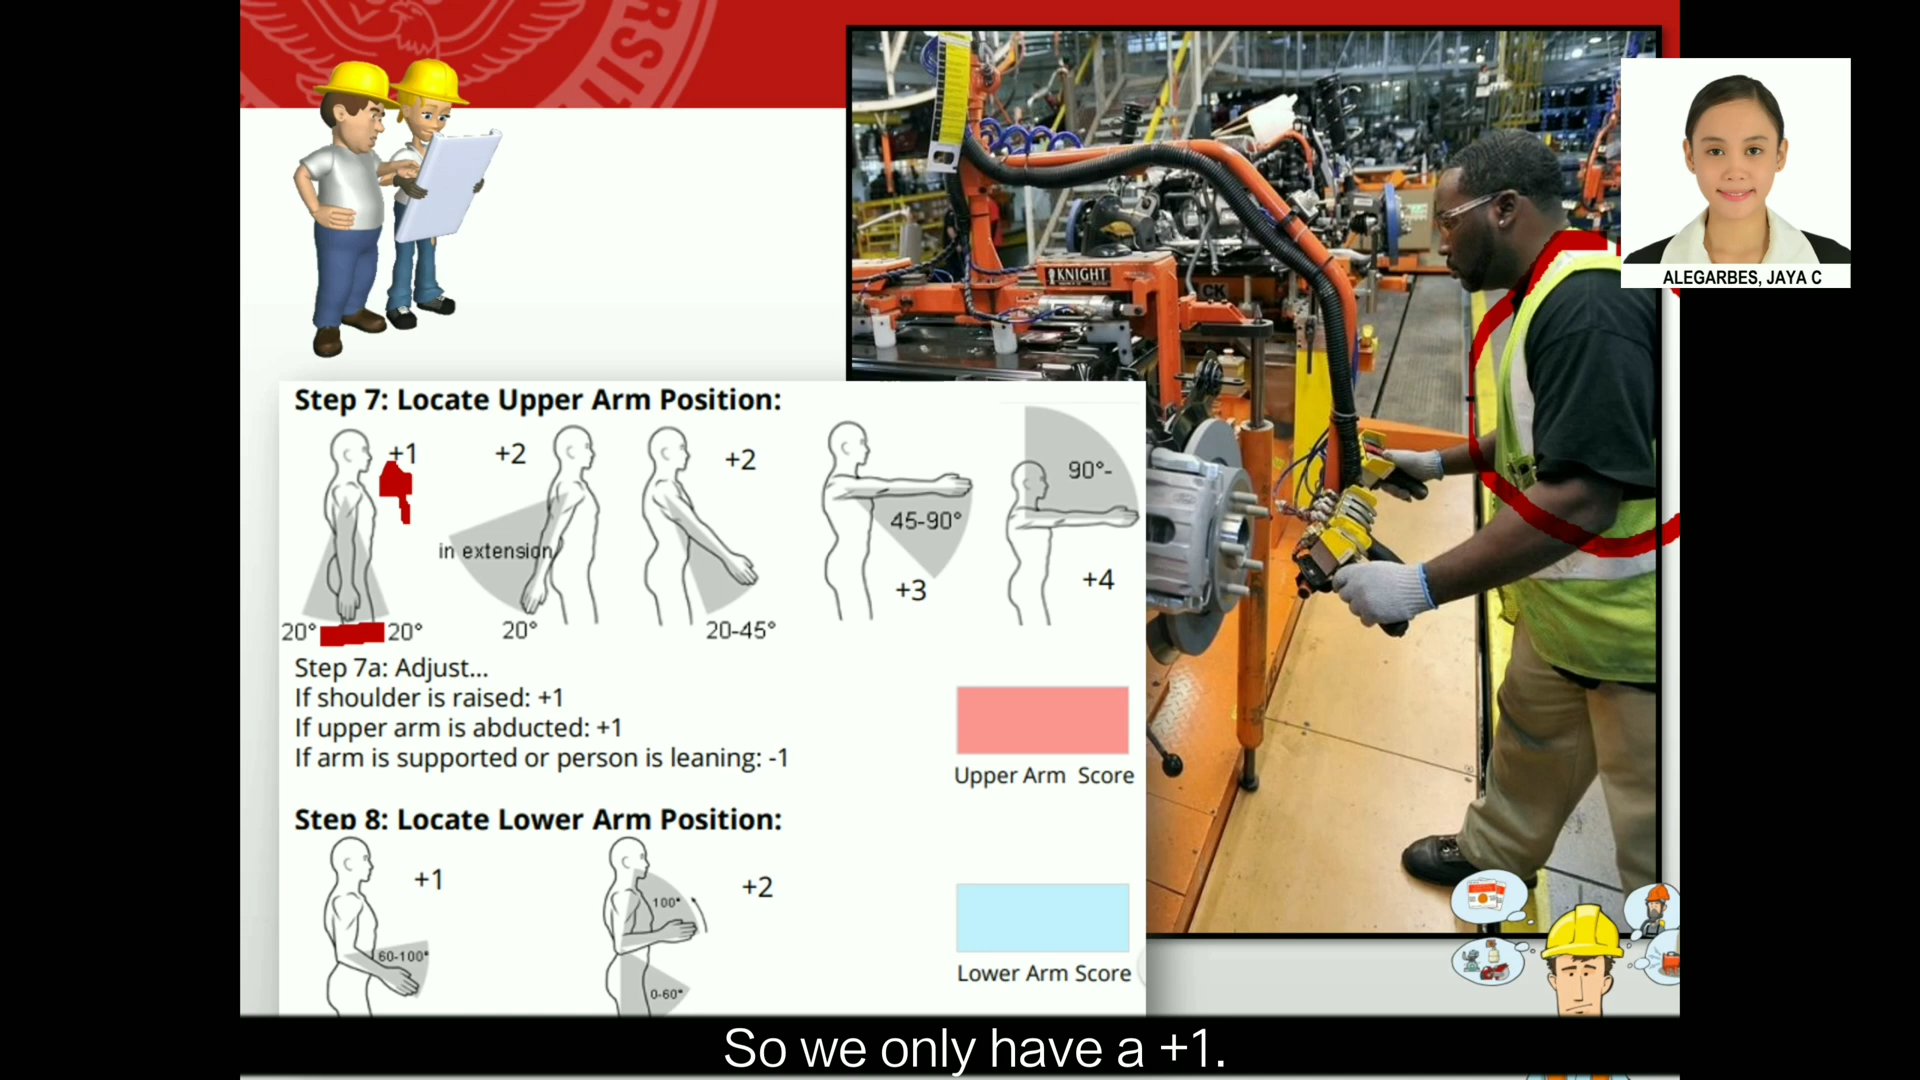 RSIT
KNIGHT
CK
ALEGARBES, JAYA C
Step 7: Locate Upper Arm Position:
+1
+2
+2
90°-
45-90°
in extension
+3
+4
20°
20°
20°
20-45°
Step 7a: Adjust...
If shoulder is raised: +1
If upper arm is abducted: +1
If arm is supported or person is leaning: -1
Upper Arm Score
Step 8: Locate Lower Arm Position:
+1
+2
100°
60-100°
0-60°
Lower Arm Score
So we only have a +1.